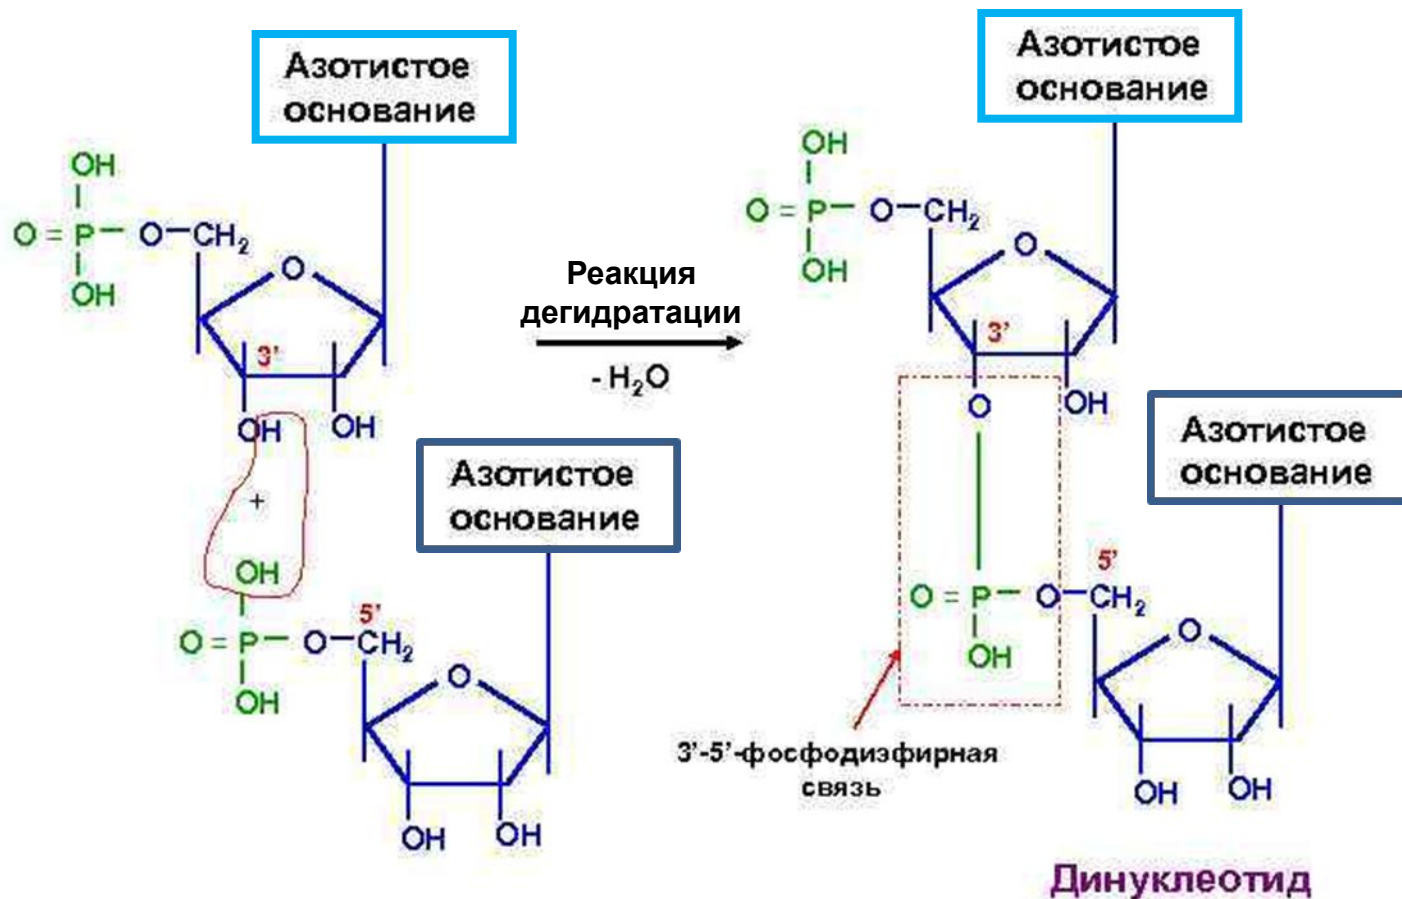 Азотистое
основание
OH
O = P — O — CH₂
OH
O
3'
OH
OH
+
Азотистое
основание
OH
5'
O = P — O — CH₂
OH
O
OH
OH
Реакция
дегидратации
- H₂O
Азотистое
основание
OH
O = P — O — CH₂
OH
O
3'
O
OH
Азотистое
основание
5'
O = P — O — CH₂
OH
O
OH
OH
3'-5'-фосфодиэфирная
связь
Динуклеотид